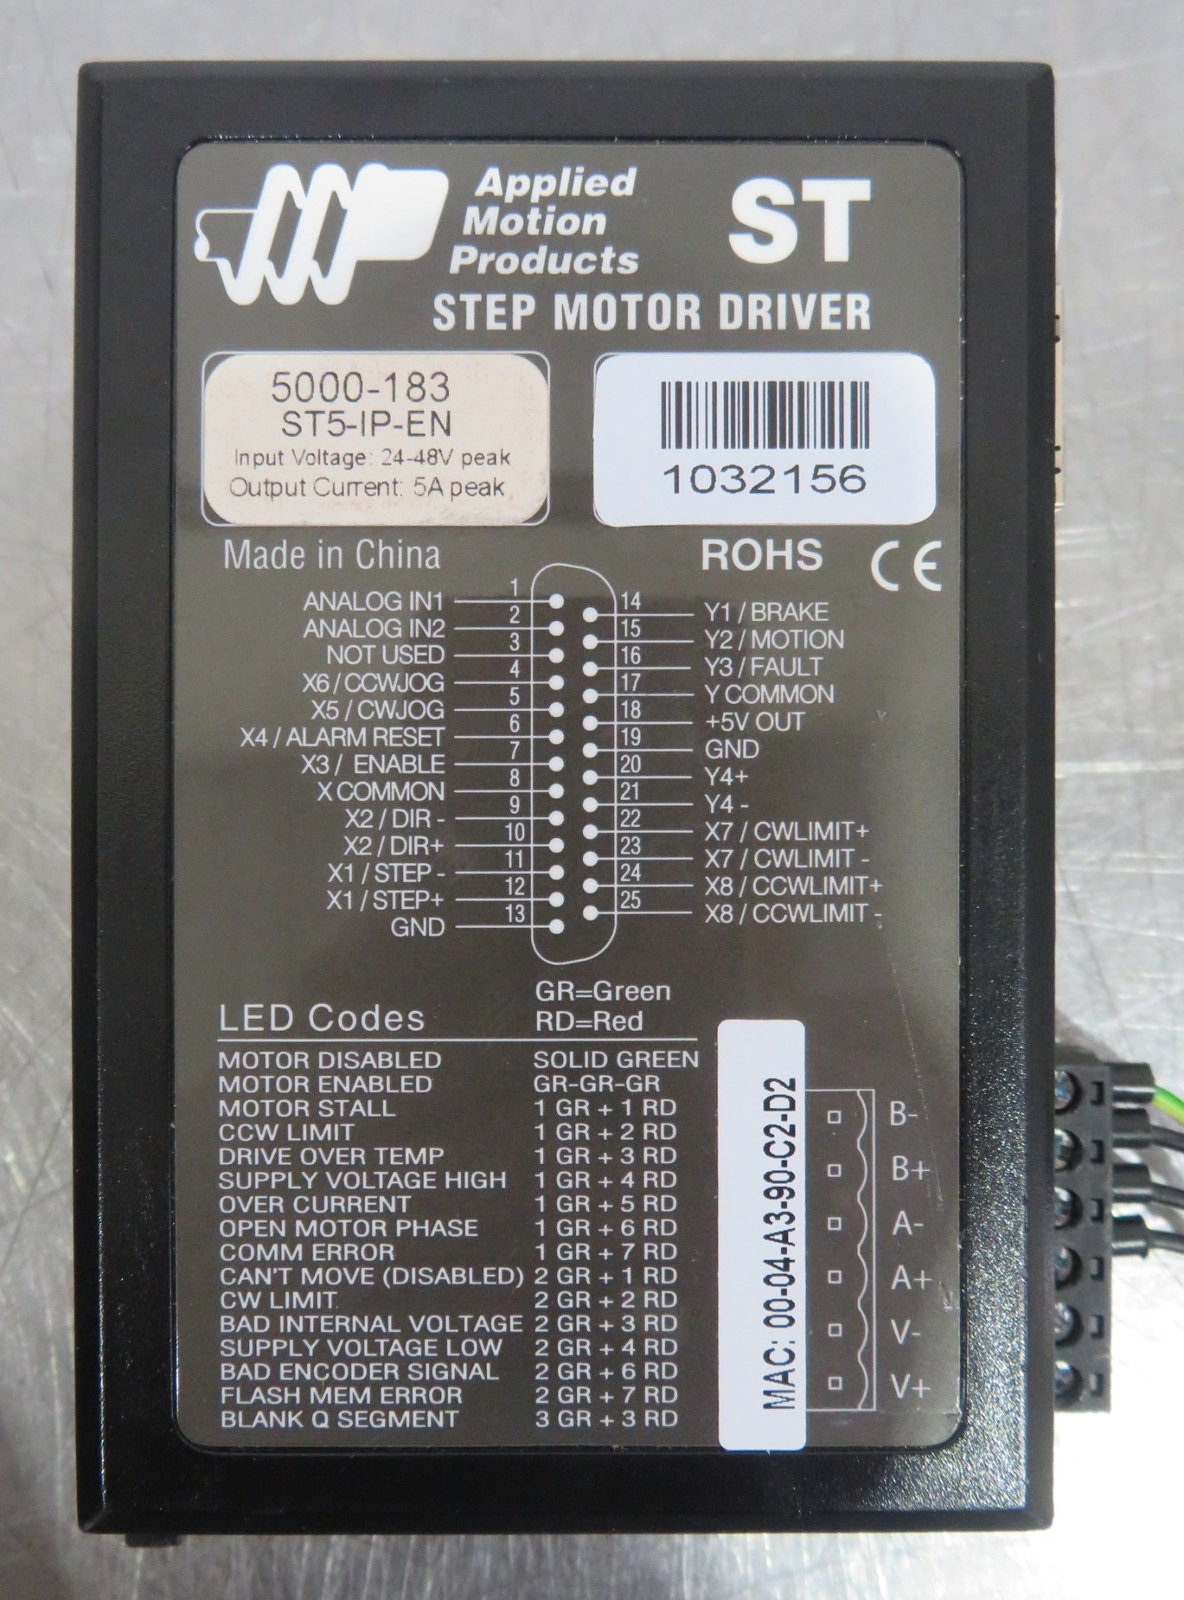 Applied
Motion
Products
ST
STEP MOTOR DRIVER
5000-183
ST5-IP-EN
Input Voltage: 24-48V peak
Output Current: 5A peak
1032156
Made in China
ROHS CE
1
ANALOG IN1
2
ANALOG IN2
3
NOT USED
4
X6 / CCWJOG
5
X5 / CWJOG
6
X4 / ALARM RESET
7
X3 / ENABLE
8
X COMMON
9
X2 / DIR -
10
X2 / DIR+
11
X1 / STEP -
12
X1 / STEP+
13
GND
14
Y1 / BRAKE
15
Y2 / MOTION
16
Y3 / FAULT
17
Y COMMON
18
+5V OUT
19
GND
20
Y4+
21
Y4 -
22
X7 / CWLIMIT+
23
X7 / CWLIMIT -
24
X8 / CCWLIMIT+
25
X8 / CCWLIMIT -
LED Codes
GR=Green
RD=Red
MOTOR DISABLED SOLID GREEN
MOTOR ENABLED GR-GR-GR
MOTOR STALL 1 GR + 1 RD
CCW LIMIT 1 GR + 2 RD
DRIVE OVER TEMP 1 GR + 3 RD
SUPPLY VOLTAGE HIGH 1 GR + 4 RD
OVER CURRENT 1 GR + 5 RD
OPEN MOTOR PHASE 1 GR + 6 RD
COMM ERROR 1 GR + 7 RD
CAN'T MOVE (DISABLED) 2 GR + 1 RD
CW LIMIT 2 GR + 2 RD
BAD INTERNAL VOLTAGE 2 GR + 3 RD
SUPPLY VOLTAGE LOW 2 GR + 4 RD
BAD ENCODER SIGNAL 2 GR + 6 RD
FLASH MEM ERROR 2 GR + 7 RD
BLANK Q SEGMENT 3 GR + 3 RD
MAC: 00-04-A3-90-C2-D2
B-
B+
A-
A+
V-
V+